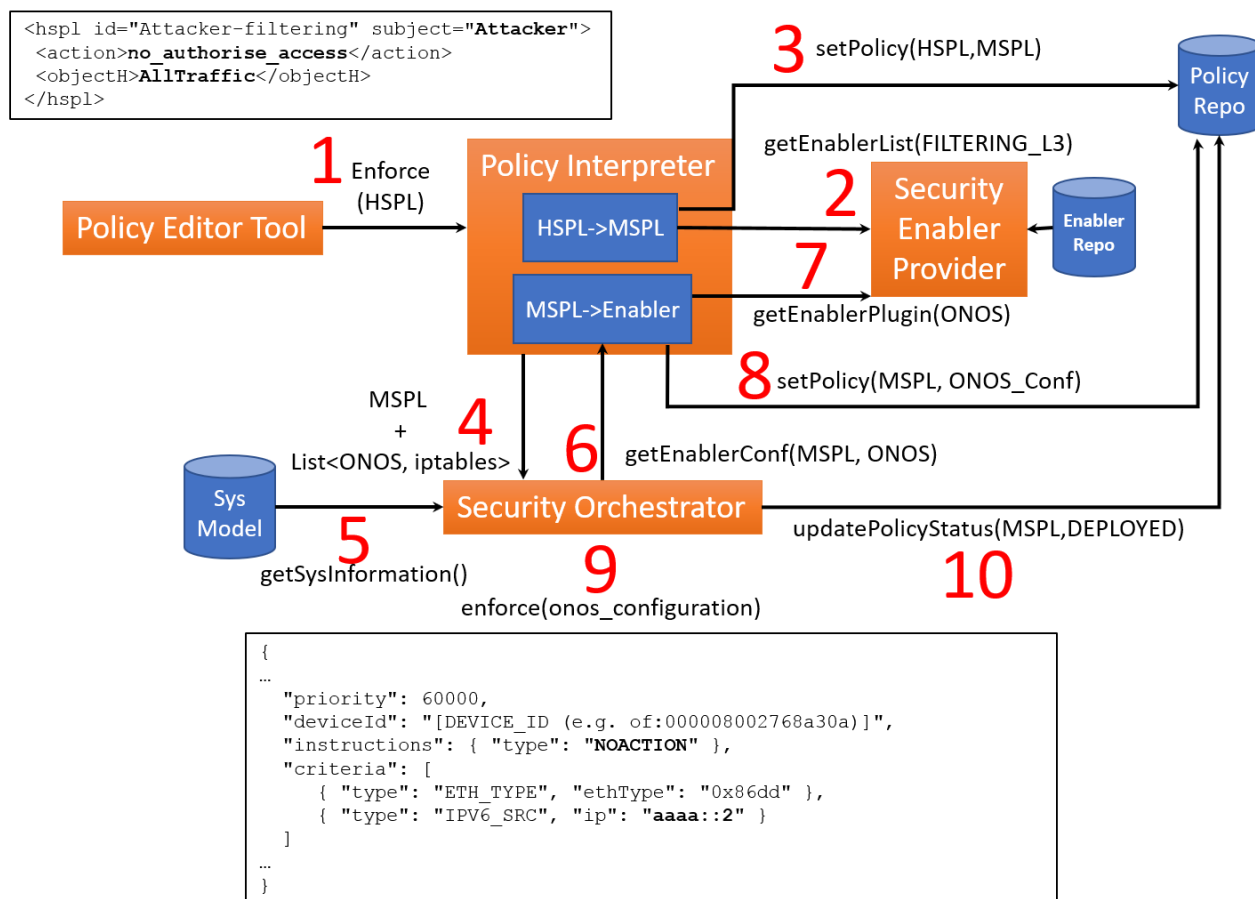 <hspl id="Attacker-filtering" subject="Attacker">
<action>no_authorise_access</action>
<objectH>AllTraffic</objectH>
</hspl>
3
setPolicy(HSPL,MSPL)
Policy
Repo
1
Enforce
(HSPL)
Policy Editor Tool
Policy Interpreter
HSPL->MSPL
MSPL->Enabler
getEnablerList(FILTERING_L3)
2
Security
Enabler
Provider
Enabler
Repo
7
getEnablerPlugin(ONOS)
8
setPolicy(MSPL, ONOS_Conf)
MSPL
+
List<ONOS, iptables>
4
6
getEnablerConf(MSPL, ONOS)
Sys
Model
5
getSysInformation()
Security Orchestrator
9
enforce(onos_configuration)
updatePolicyStatus(MSPL,DEPLOYED)
10
{
…
"priority": 60000,
"deviceId": "[DEVICE_ID (e.g. of:000008002768a30a)]",
"instructions": { "type": "NOACTION" },
"criteria": [
{ "type": "ETH_TYPE", "ethType": "0x86dd" },
{ "type": "IPV6_SRC", "ip": "aaaa::2" }
]
…
}